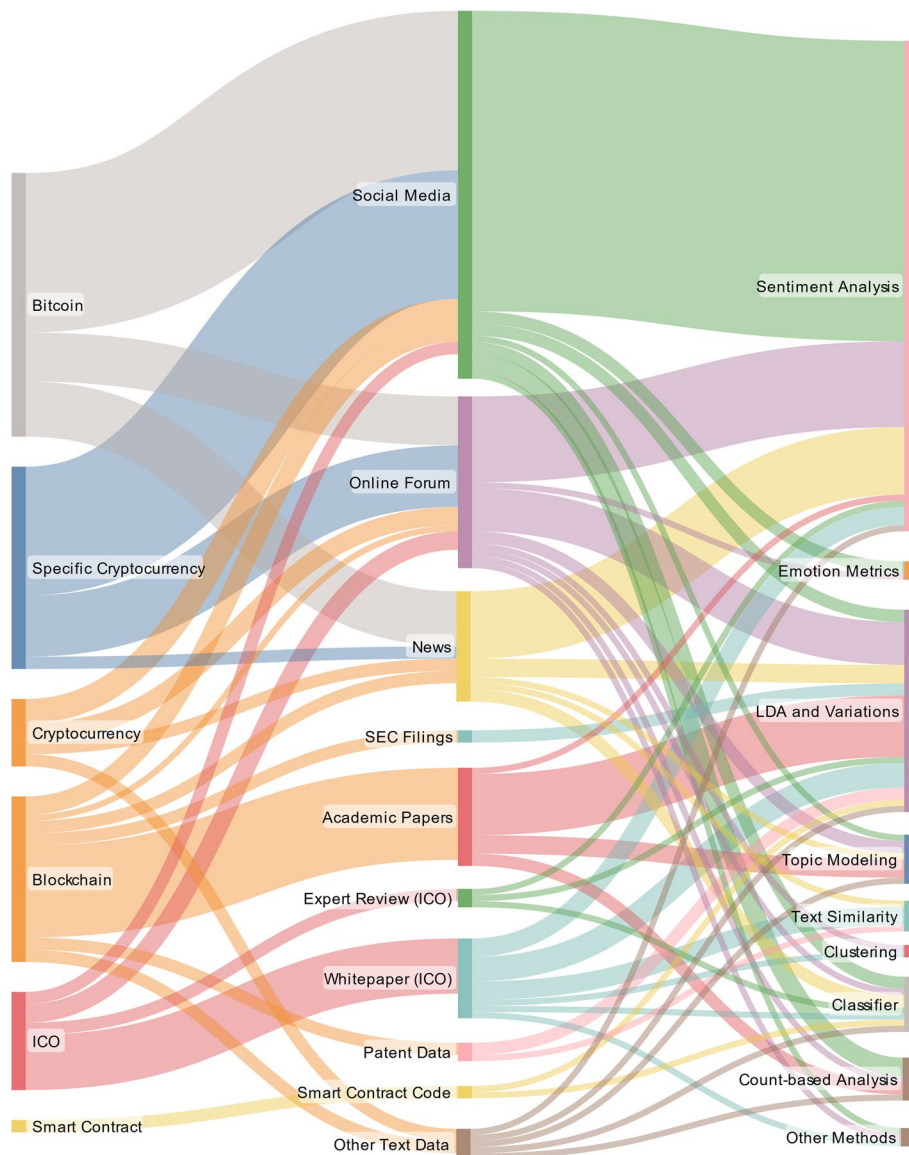 Bitcoin
Specific Cryptocurrency
Cryptocurrency
Blockchain
ICO
Smart Contract
Social Media
Online Forum
News
SEC Filings
Academic Papers
Expert Review (ICO)
Whitepaper (ICO)
Patent Data
Smart Contract Code
Other Text Data
Sentiment Analysis
Emotion Metrics
LDA and Variations
Topic Modeling
Text Similarity
Clustering
Classifier
Count-based Analysis
Other Methods